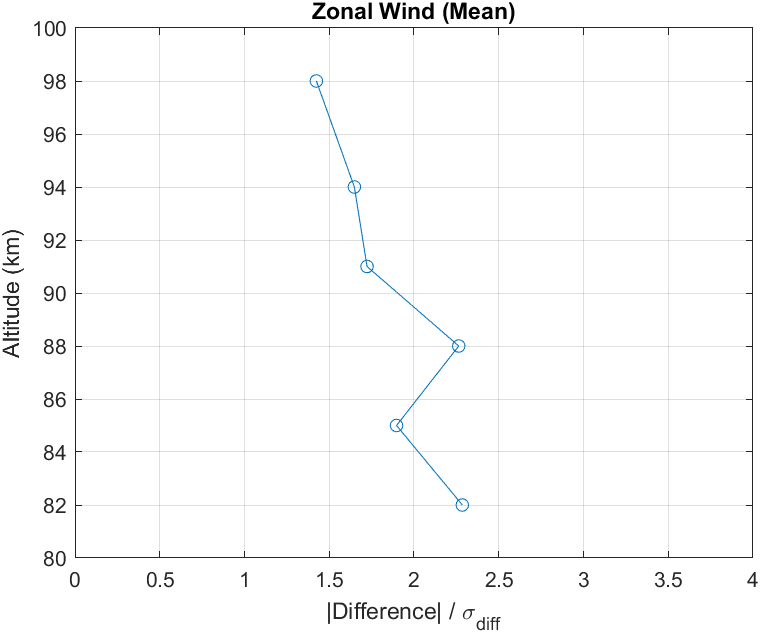 Zonal Wind (Mean)
100
98
96
94
92
90
88
86
84
82
80
Altitude (km)
0 0.5 1 1.5 2 2.5 3 3.5 4
|Difference| / σdiff